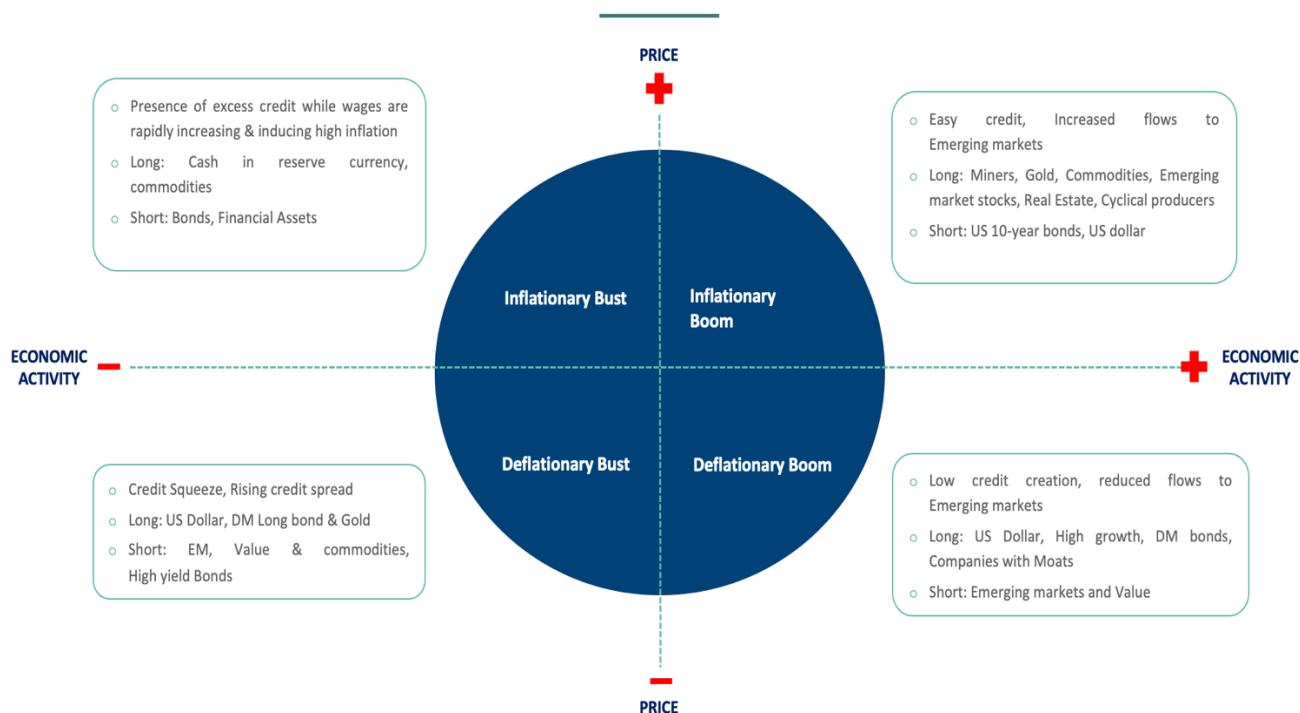 PRICE
○ Presence of excess credit while wages are
rapidly increasing & inducing high inflation
○ Long: Cash in reserve currency,
commodities
○ Short: Bonds, Financial Assets
○ Easy credit, Increased flows to
Emerging markets
○ Long: Miners, Gold, Commodities, Emerging
market stocks, Real Estate, Cyclical producers
○ Short: US 10-year bonds, US dollar
Inflationary Bust
Inflationary
Boom
ECONOMIC
ACTIVITY
ECONOMIC
ACTIVITY
Deflationary Bust
Deflationary Boom
○ Credit Squeeze, Rising credit spread
○ Long: US Dollar, DM Long bond & Gold
○ Short: EM, Value & commodities,
High yield Bonds
○ Low credit creation, reduced flows to
Emerging markets
○ Long: US Dollar, High growth, DM bonds,
Companies with Moats
○ Short: Emerging markets and Value
PRICE